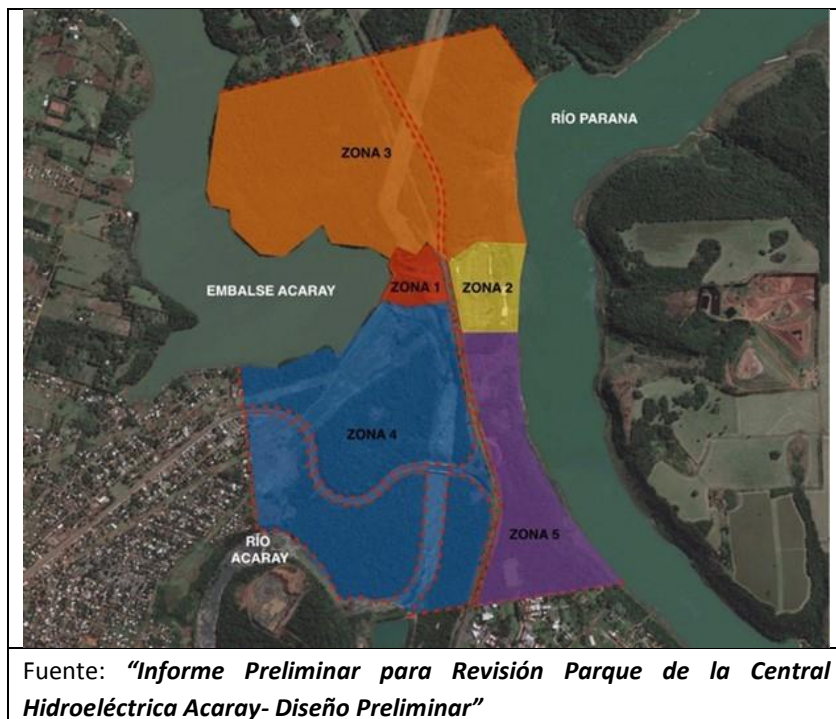 RÍO PARANA
ZONA 3
EMBALSE ACARAY
ZONA 1
ZONA 2
ZONA 4
ZONA 5
RÍO
ACARAY
Fuente: “Informe Preliminar para Revisión Parque de la Central
Hidroeléctrica Acaray- Diseño Preliminar”